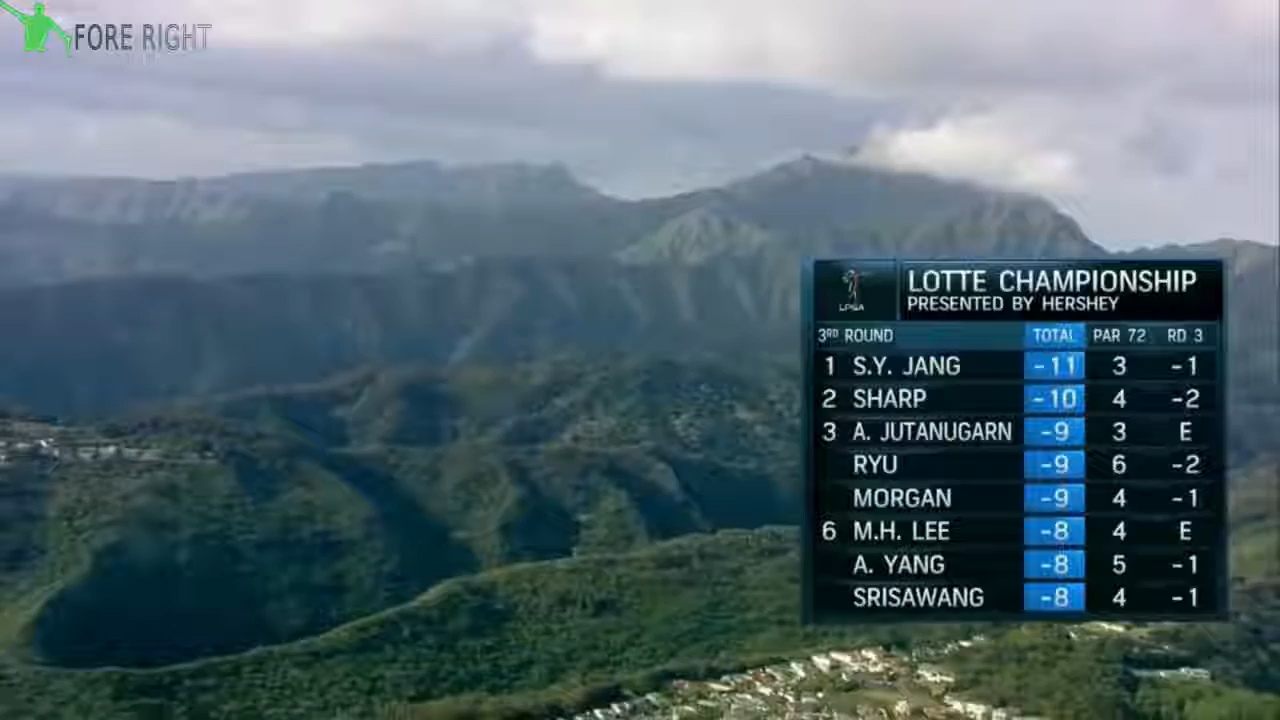 FORE RIGHT
LPGA
LOTTE CHAMPIONSHIP
PRESENTED BY HERSHEY
3RD ROUND TOTAL PAR 72 RD 3
1 S.Y. JANG -11 3 -1
2 SHARP -10 4 -2
3 A. JUTANUGARN -9 3 E
RYU -9 6 -2
MORGAN -9 4 -1
6 M.H. LEE -8 4 E
A. YANG -8 5 -1
SRISAWANG -8 4 -1